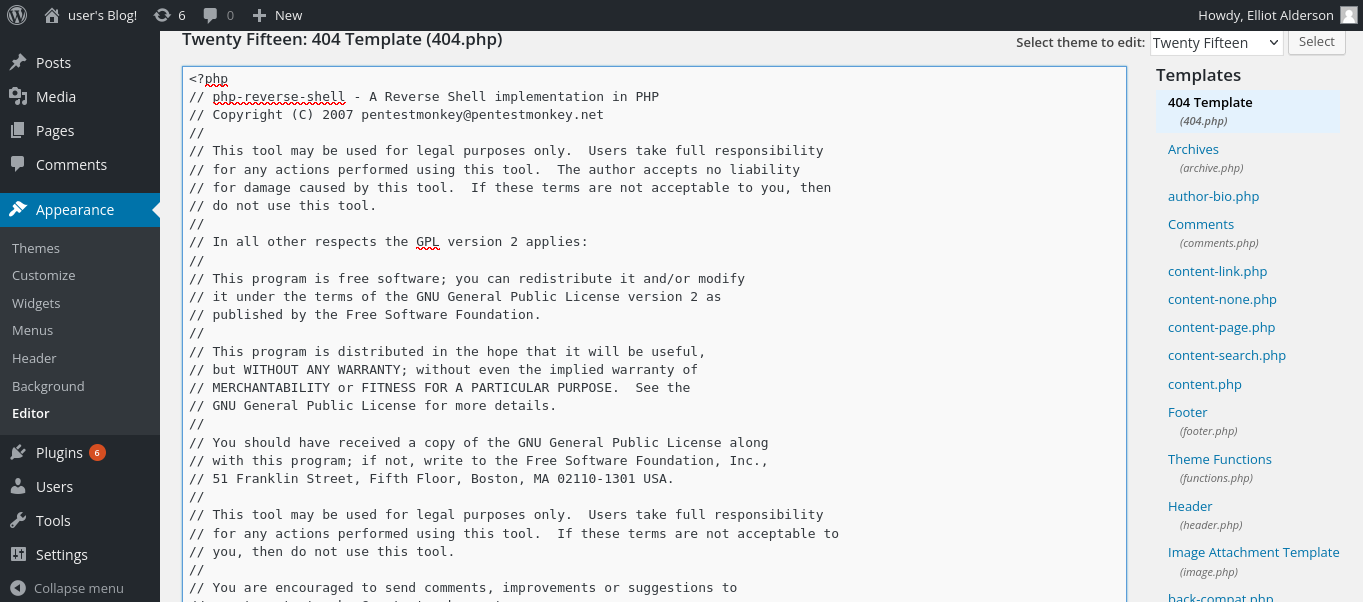 user's Blog! 6 0 New Howdy, Elliot Alderson
Posts
Media
Pages
Comments
Appearance
Themes
Customize
Widgets
Menus
Header
Background
Editor
Plugins 6
Users
Tools
Settings
Collapse menu
Twenty Fifteen: 404 Template (404.php)
Select theme to edit: Twenty Fifteen Select
<?php
// php-reverse-shell - A Reverse Shell implementation in PHP
// Copyright (C) 2007 pentestmonkey@pentestmonkey.net
//
// This tool may be used for legal purposes only.  Users take full responsibility
// for any actions performed using this tool.  The author accepts no liability
// for damage caused by this tool.  If these terms are not acceptable to you, then
// do not use this tool.
//
// In all other respects the GPL version 2 applies:
//
// This program is free software; you can redistribute it and/or modify
// it under the terms of the GNU General Public License version 2 as
// published by the Free Software Foundation.
//
// This program is distributed in the hope that it will be useful,
// but WITHOUT ANY WARRANTY; without even the implied warranty of
// MERCHANTABILITY or FITNESS FOR A PARTICULAR PURPOSE.  See the
// GNU General Public License for more details.
//
// You should have received a copy of the GNU General Public License along
// with this program; if not, write to the Free Software Foundation, Inc.,
// 51 Franklin Street, Fifth Floor, Boston, MA 02110-1301 USA.
//
// This tool may be used for legal purposes only.  Users take full responsibility
// for any actions performed using this tool.  If these terms are not acceptable to
// you, then do not use this tool.
//
// You are encouraged to send comments, improvements or suggestions to
Templates
404 Template
(404.php)
Archives
(archive.php)
author-bio.php
Comments
(comments.php)
content-link.php
content-none.php
content-page.php
content-search.php
content.php
Footer
(footer.php)
Theme Functions
(functions.php)
Header
(header.php)
Image Attachment Template
(image.php)
back-compat.php